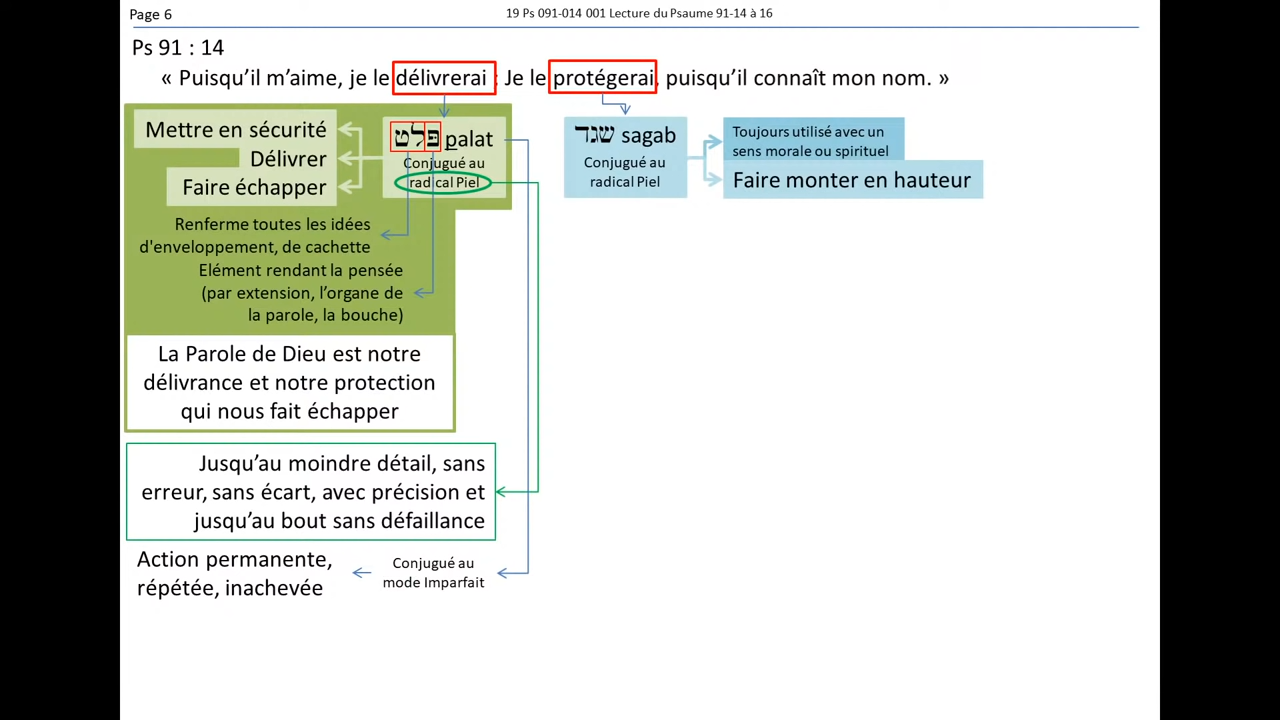 Page 6
19 Ps 091-014 001 Lecture du Psaume 91-14 à 16
Ps 91 : 14
« Puisqu’il m’aime, je le délivrerai : Je le protégerai, puisqu’il connaît mon nom. »
Mettre en sécurité
Délivrer
Faire échapper
פלט palat
Conjugué au
radical Piel
שגד sagab
Conjugué au
radical Piel
Toujours utilisé avec un
sens morale ou spirituel
Faire monter en hauteur
Renferme toutes les idées
d'enveloppement, de cachette
Elément rendant la pensée
(par extension, l’organe de
la parole, la bouche)
La Parole de Dieu est notre
délivrance et notre protection
qui nous fait échapper
Jusqu’au moindre détail, sans
erreur, sans écart, avec précision et
jusqu’au bout sans défaillance
Action permanente,
répétée, inachevée
Conjugué au
mode Imparfait